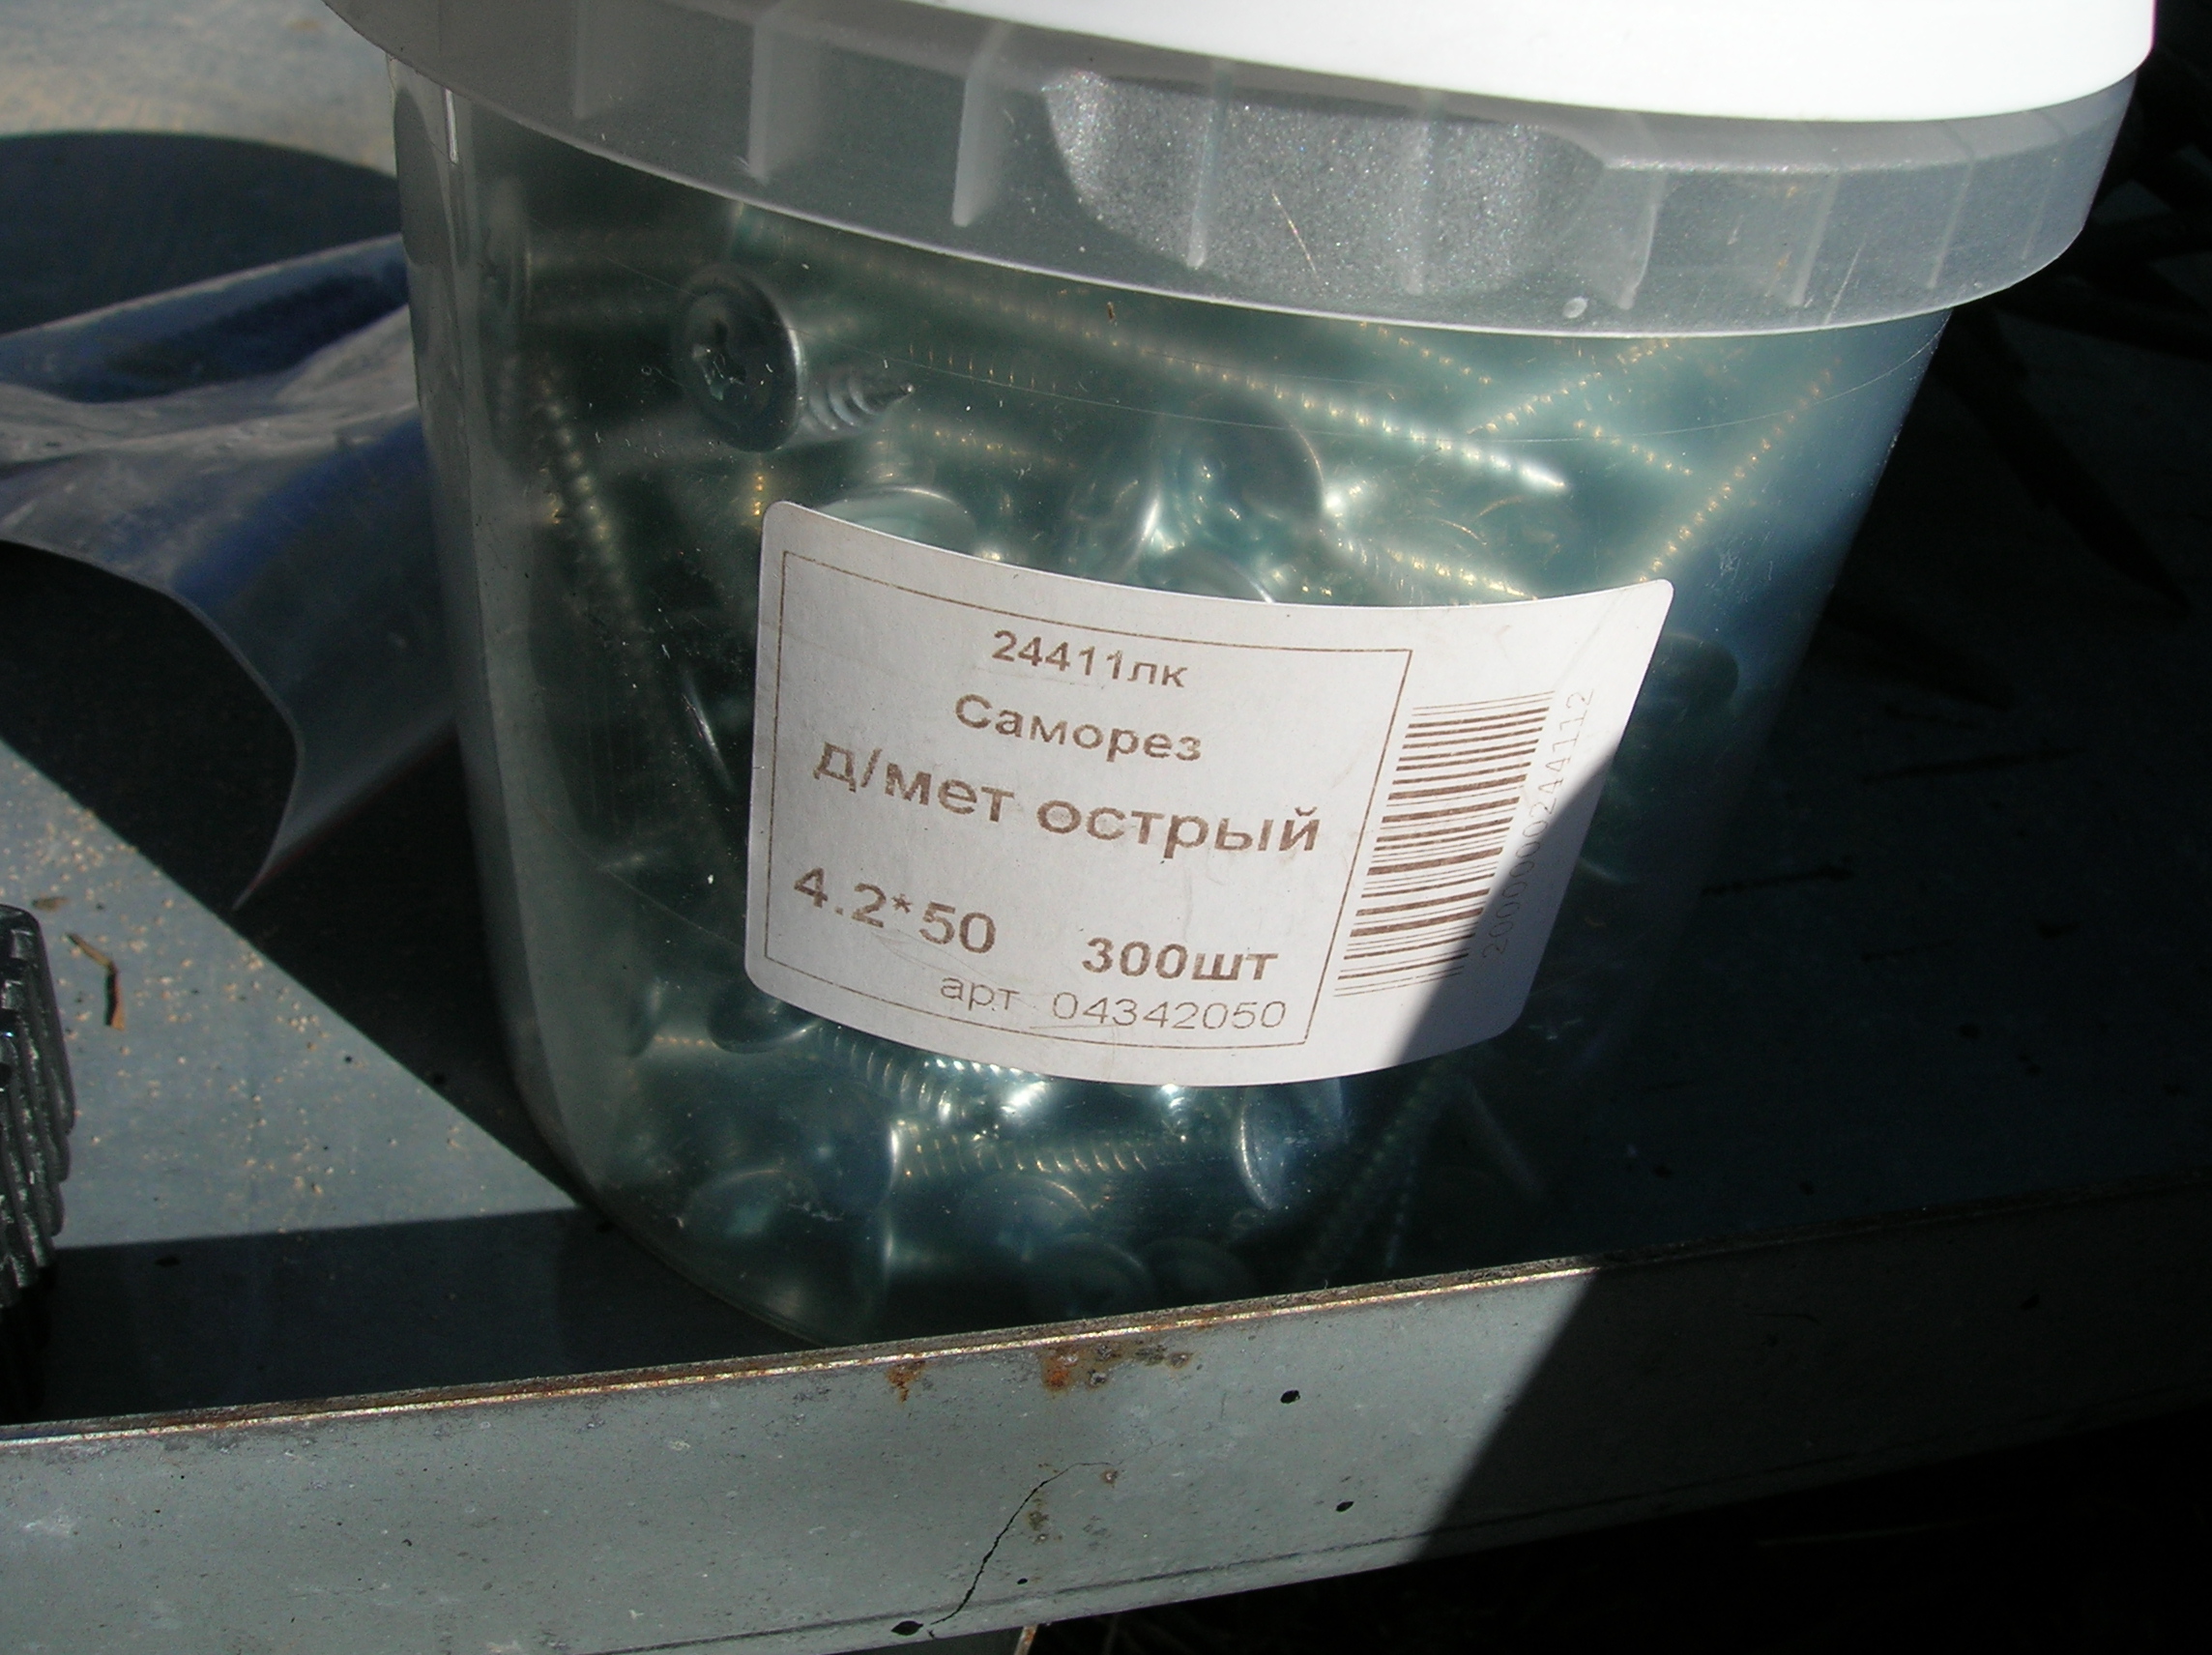 24411лк
Саморез
д/мет острый
4.2*50 300шт
арт 04342050
2000000244112